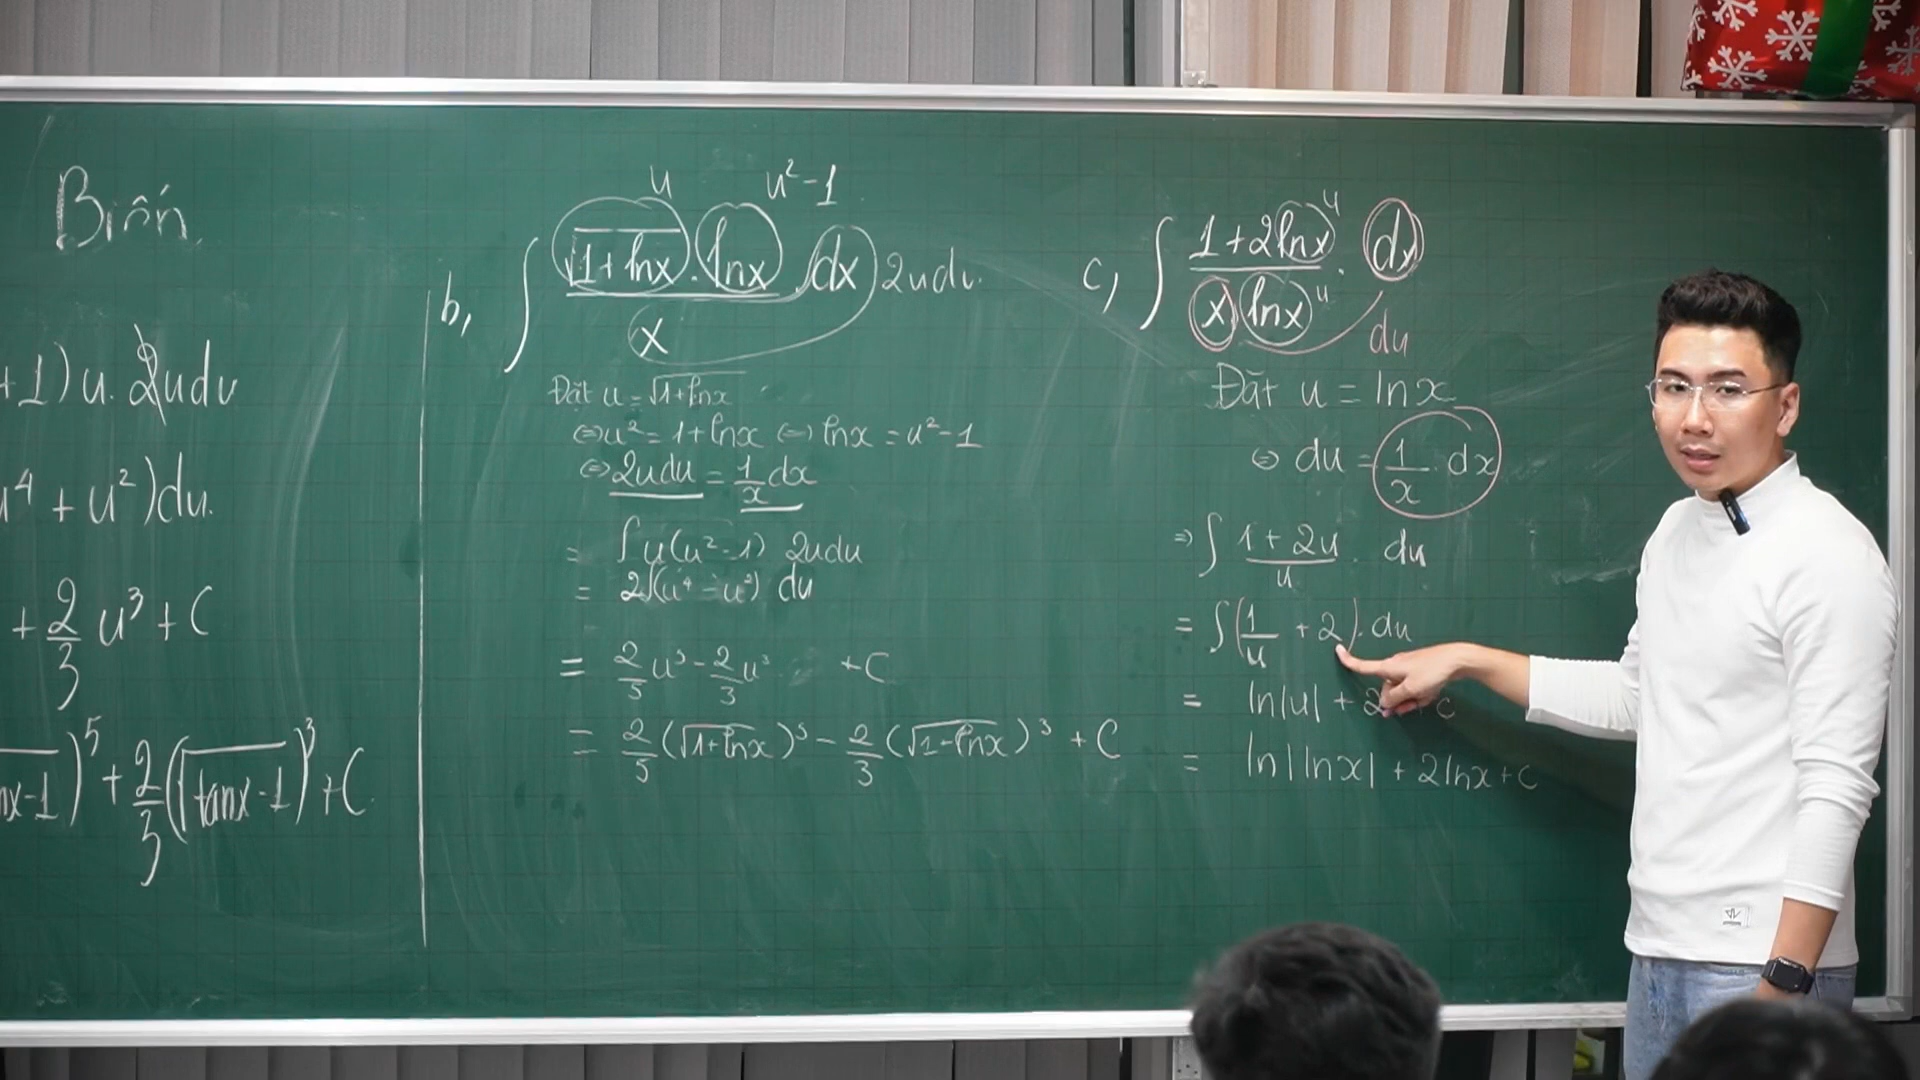 Biến
+1)u. 2udu
u⁴ + u²)du.
+ 2/3 u³ + C
nx-1)⁵ + 2/3(√tanx-1)³ + C.
u u²-1
b, ∫ √1+lnx . lnx / x . dx 2udu.
Đặt u = √1+lnx
⇔ u² = 1+lnx ⇔ lnx = u²-1
⇔ 2udu = 1/x dx
= ∫ u(u²-1) 2udu
= 2∫(u⁴ - u²) du
= 2/5 u⁵ - 2/3 u³ + C
= 2/5 (√1+lnx)⁵ - 2/3 (√1+lnx)³ + C
c, ∫ 1+2lnx / x lnx . dx
u
u
du
Đặt u = lnx
⇔ du = 1/x . dx
⇒ ∫ 1+2u / u . du
= ∫(1/u + 2). du
= ln|u| + 2 + C
= ln|lnx| + 2lnx + C